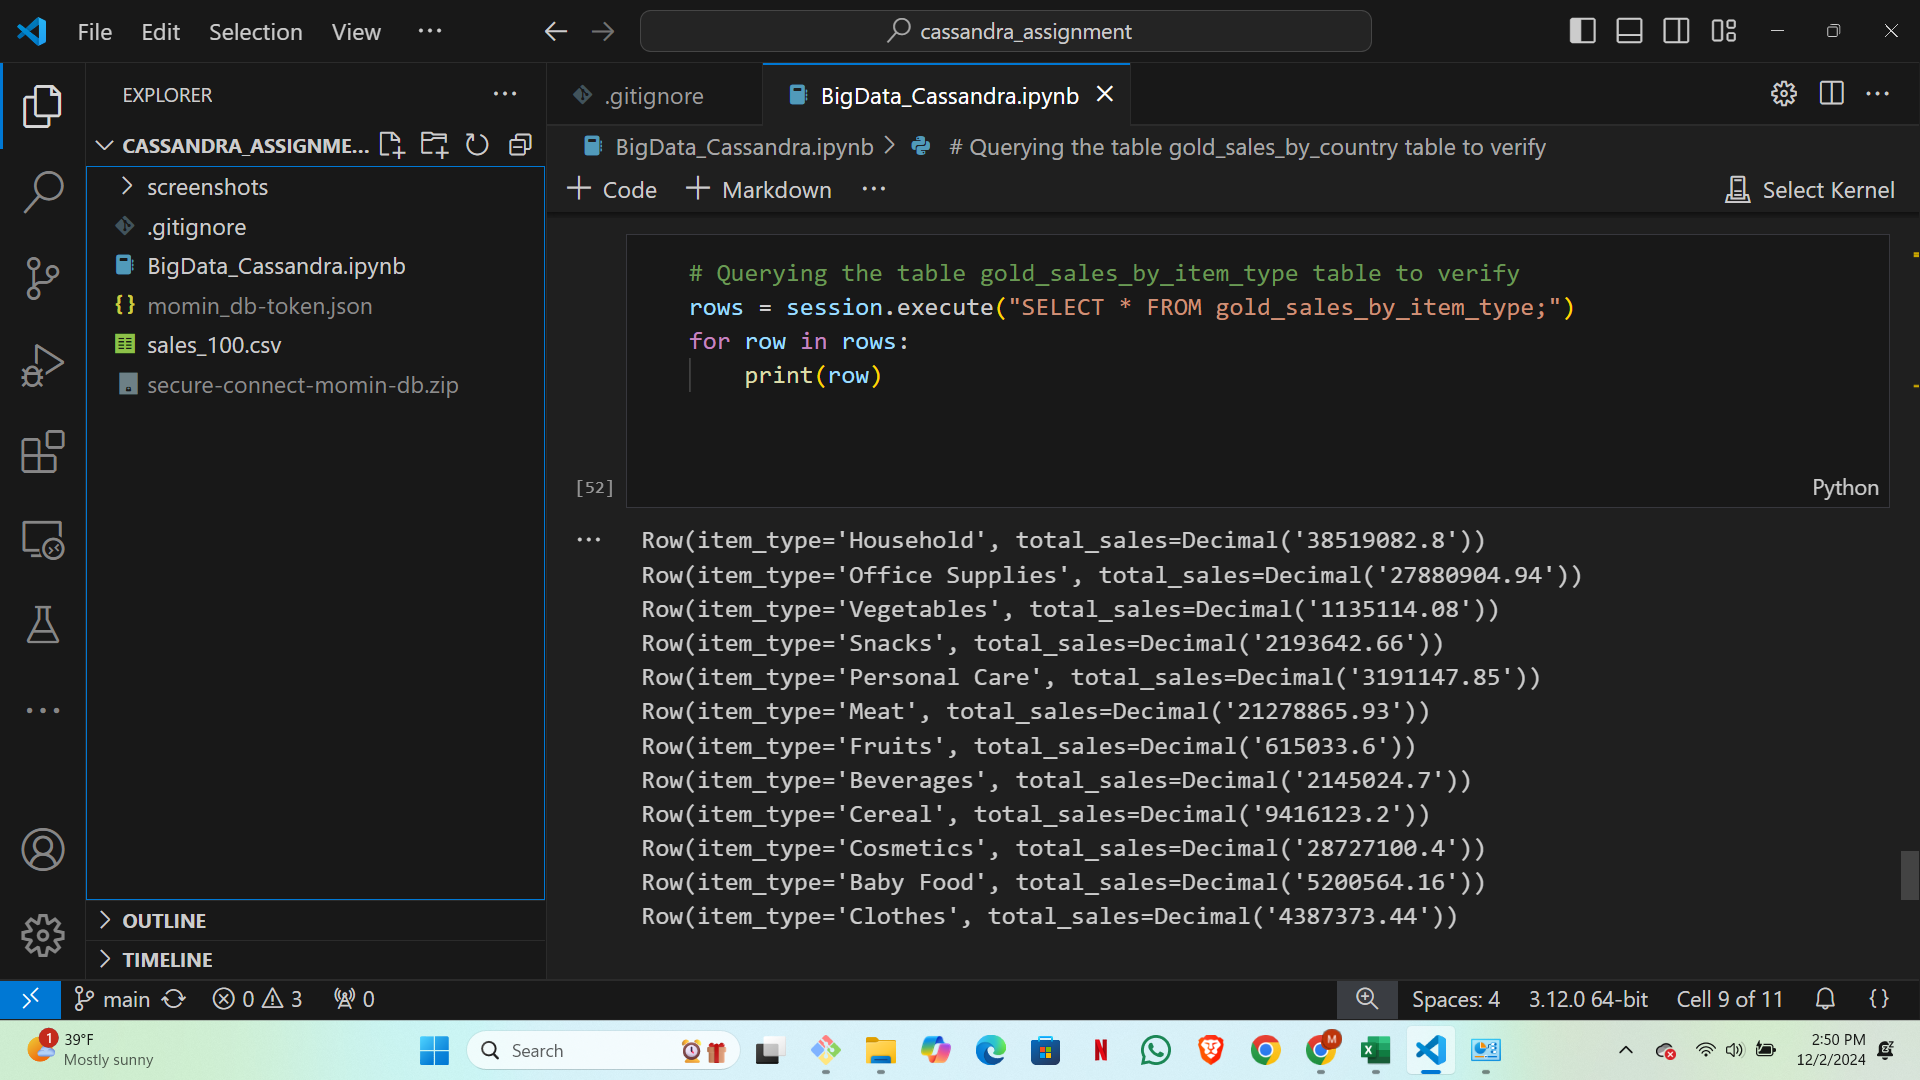 File Edit Selection View ···
cassandra_assignment
EXPLORER
CASSANDRA_ASSIGNME...
screenshots
.gitignore
BigData_Cassandra.ipynb
momin_db-token.json
sales_100.csv
secure-connect-momin-db.zip
OUTLINE
TIMELINE
.gitignore
BigData_Cassandra.ipynb
BigData_Cassandra.ipynb > # Querying the table gold_sales_by_country table to verify
+ Code + Markdown ···
Select Kernel
# Querying the table gold_sales_by_item_type table to verify
rows = session.execute("SELECT * FROM gold_sales_by_item_type;")
for row in rows:
    print(row)
[52]
Python
Row(item_type='Household', total_sales=Decimal('38519082.8'))
Row(item_type='Office Supplies', total_sales=Decimal('27880904.94'))
Row(item_type='Vegetables', total_sales=Decimal('1135114.08'))
Row(item_type='Snacks', total_sales=Decimal('2193642.66'))
Row(item_type='Personal Care', total_sales=Decimal('3191147.85'))
Row(item_type='Meat', total_sales=Decimal('21278865.93'))
Row(item_type='Fruits', total_sales=Decimal('615033.6'))
Row(item_type='Beverages', total_sales=Decimal('2145024.7'))
Row(item_type='Cereal', total_sales=Decimal('9416123.2'))
Row(item_type='Cosmetics', total_sales=Decimal('28727100.4'))
Row(item_type='Baby Food', total_sales=Decimal('5200564.16'))
Row(item_type='Clothes', total_sales=Decimal('4387373.44'))
main 0 3 0
Spaces: 4 3.12.0 64-bit Cell 9 of 11 {}
1
39°F
Mostly sunny
Search
N
M
2:50 PM
12/2/2024